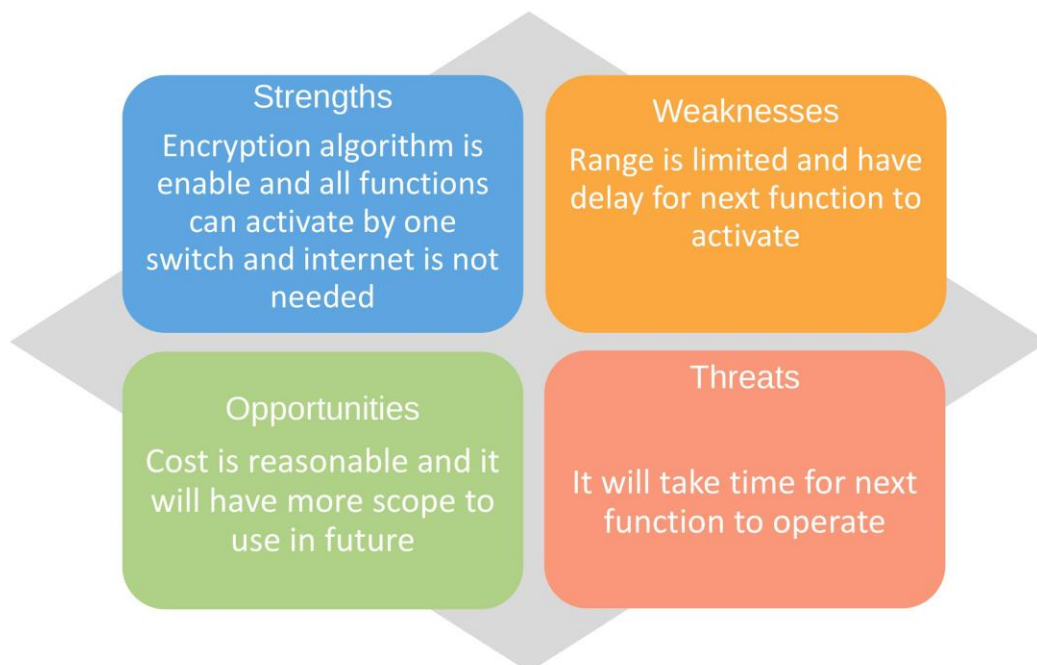 Strengths
Encryption algorithm is
enable and all functions
can activate by one
switch and internet is not
needed
Weaknesses
Range is limited and have
delay for next function to
activate
Opportunities
Cost is reasonable and it
will have more scope to
use in future
Threats
It will take time for next
function to operate